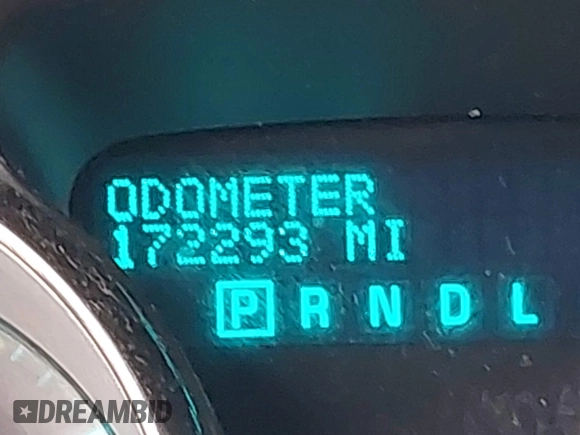 ODOMETER
172293 MI
P R N D L
DREAMBID